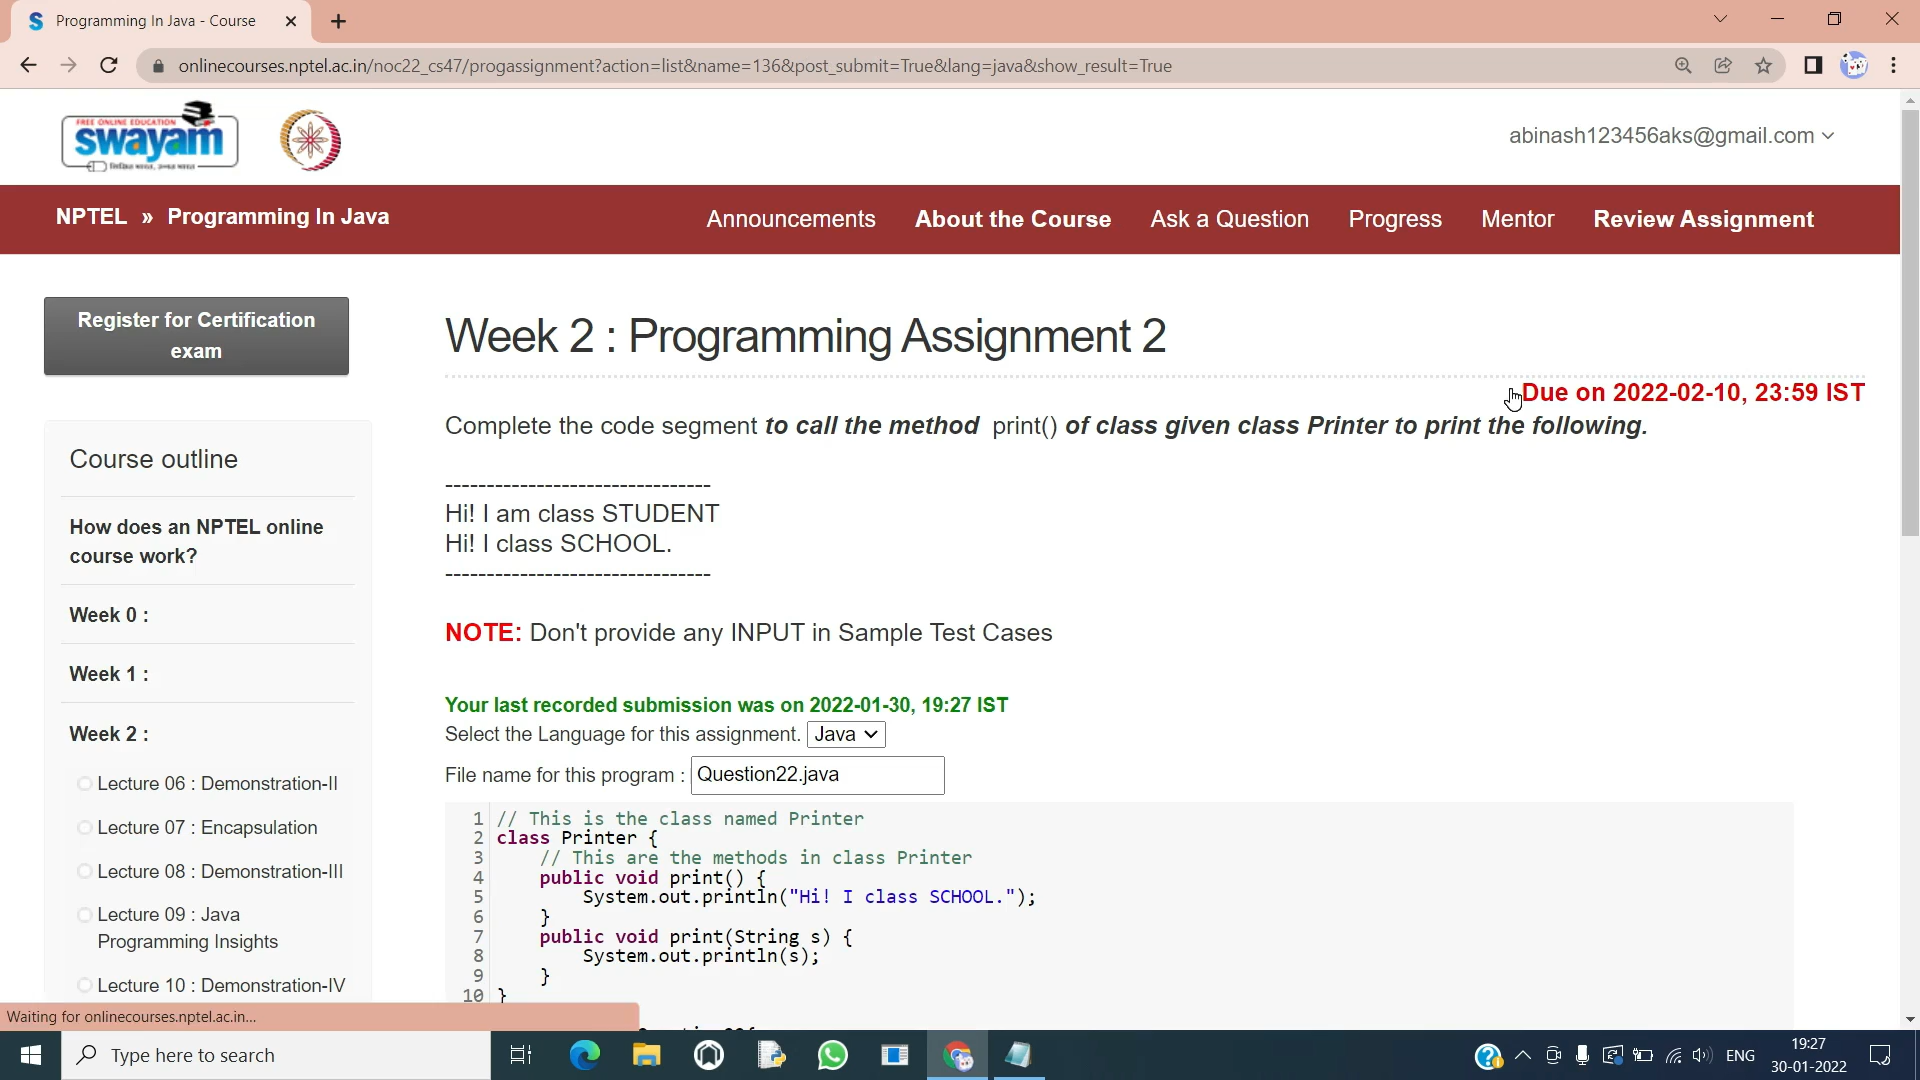 Programming In Java - Course
onlinecourses.nptel.ac.in/noc22_cs47/progassignment?action=list&name=136&post_submit=True&lang=java&show_result=True
FREE ONLINE EDUCATION
swayam
abinash123456aks@gmail.com
NPTEL » Programming In Java
Announcements About the Course Ask a Question Progress Mentor Review Assignment
Register for Certification
exam
Course outline
How does an NPTEL online
course work?
Week 0 :
Week 1 :
Week 2 :
Lecture 06 : Demonstration-II
Lecture 07 : Encapsulation
Lecture 08 : Demonstration-III
Lecture 09 : Java
Programming Insights
Lecture 10 : Demonstration-IV
Week 2 : Programming Assignment 2
Due on 2022-02-10, 23:59 IST
Complete the code segment to call the method print() of class given class Printer to print the following.
-------------------------------
Hi! I am class STUDENT
Hi! I class SCHOOL.
-------------------------------
NOTE: Don't provide any INPUT in Sample Test Cases
Your last recorded submission was on 2022-01-30, 19:27 IST
Select the Language for this assignment. Java
File name for this program : Question22.java
1 // This is the class named Printer
2 class Printer {
3 // This are the methods in class Printer
4 public void print() {
5 System.out.println("Hi! I class SCHOOL.");
6 }
7 public void print(String s) {
8 System.out.println(s);
9 }
10 }
Waiting for onlinecourses.nptel.ac.in...
Type here to search
ENG
19:27
30-01-2022